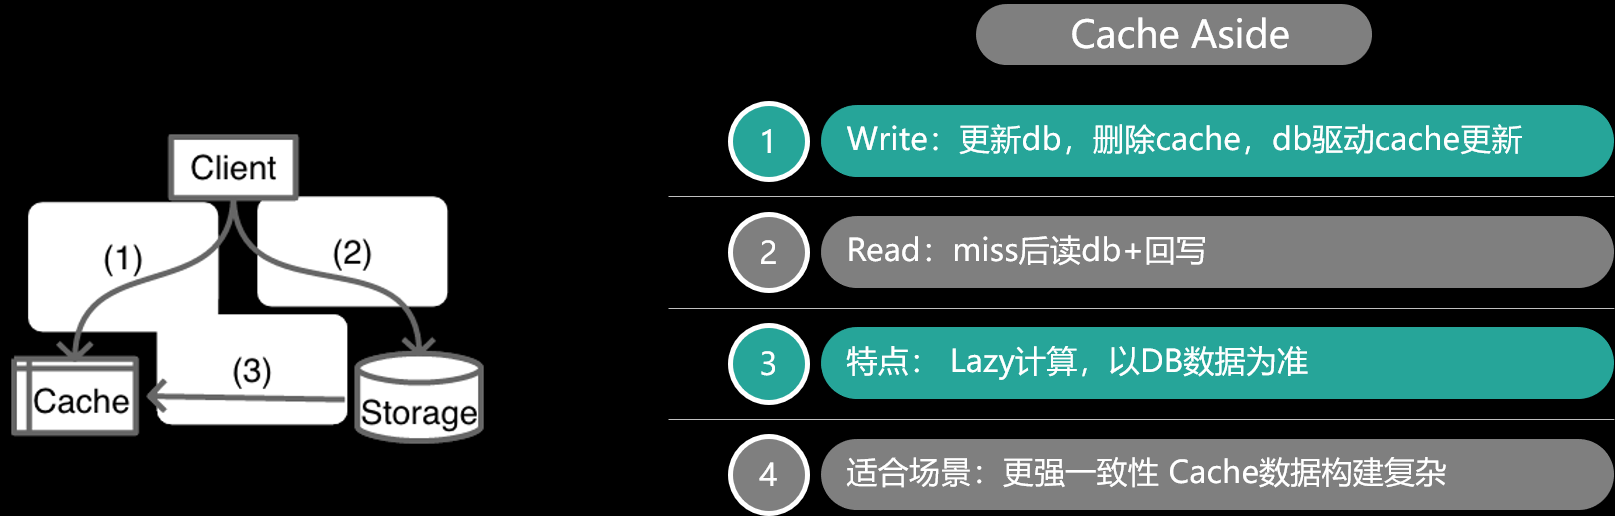 Cache Aside
Client
(1)
(2)
(3)
Cache
Storage
1
Write：更新db，删除cache，db驱动cache更新
2
Read：miss后读db+回写
3
特点： Lazy计算，以DB数据为准
4
适合场景：更强一致性 Cache数据构建复杂